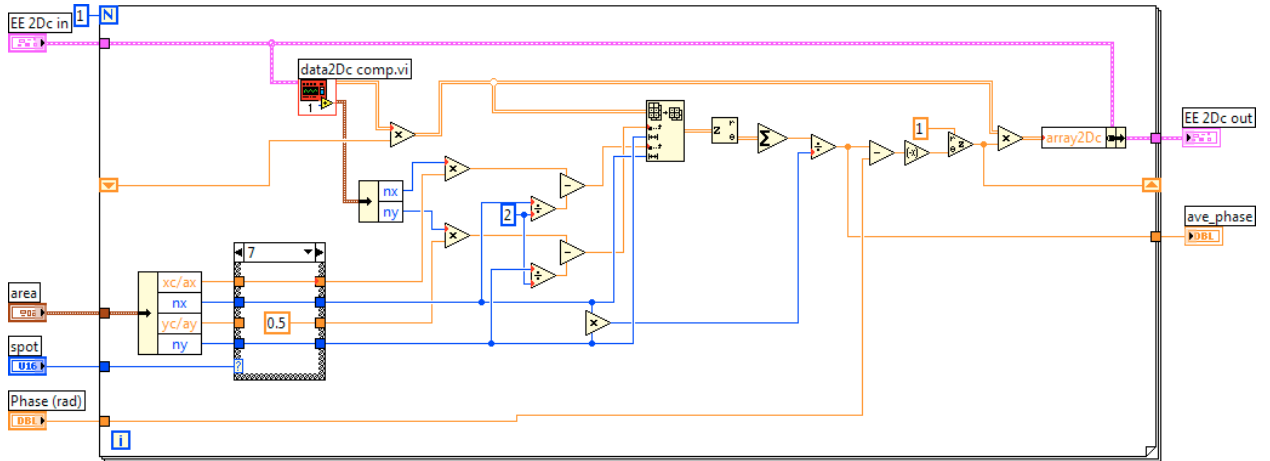 1 N
EE 2Dc in
data2Dc comp.vi
1
1
EE 2Dc out
array2Dc
z r θ
Σ
÷
-
|-x|
r θ z
×
×
nx
ny
×
-
2
÷
×
-
÷
ave_phase
DBL
7
area
xc/ax
nx
yc/ay
ny
0.5
×
spot
U16
?
Phase (rad)
DBL
i